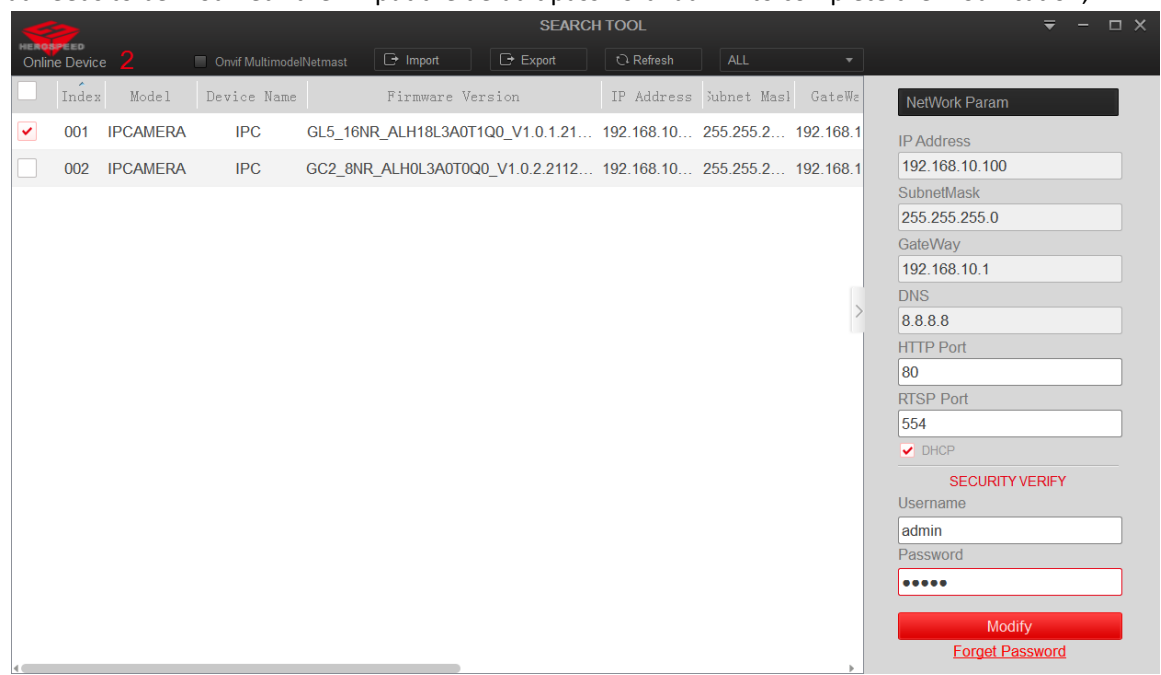 SEARCH TOOL
HEROSPEED
Online Device 2 Onvif MultimodelNetmast Import Export Refresh ALL
Index Model Device Name Firmware Version IP Address Subnet Mas GateWa
001 IPCAMERA IPC GL5_16NR_ALH18L3A0T1Q0_V1.0.1.21... 192.168.10... 255.255.2... 192.168.1
002 IPCAMERA IPC GC2_8NR_ALH0L3A0T0Q0_V1.0.2.2112... 192.168.10... 255.255.2... 192.168.1
NetWork Param
IP Address
192.168.10.100
SubnetMask
255.255.255.0
GateWay
192.168.10.1
DNS
8.8.8.8
HTTP Port
80
RTSP Port
554
DHCP
SECURITY VERIFY
Username
admin
Password
●●●●●
Modify
Forget Password